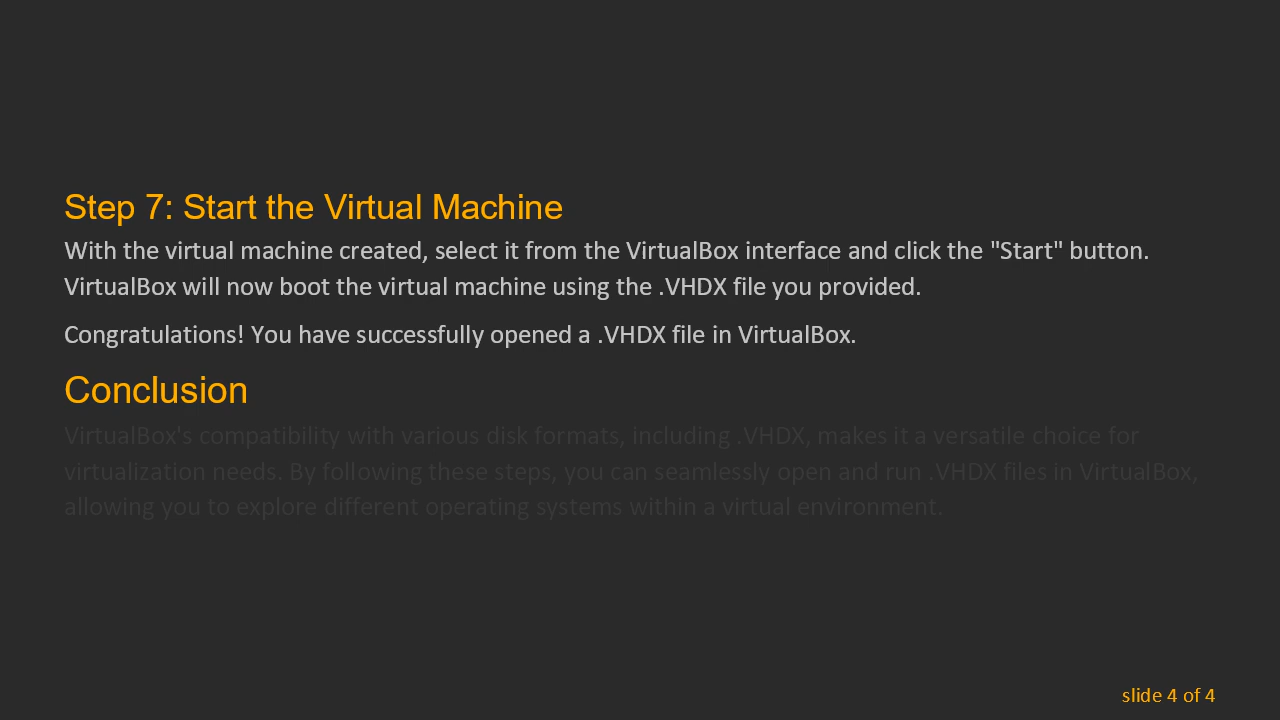 Step 7: Start the Virtual Machine
With the virtual machine created, select it from the VirtualBox interface and click the "Start" button.
VirtualBox will now boot the virtual machine using the .VHDX file you provided.
Congratulations! You have successfully opened a .VHDX file in VirtualBox.
Conclusion
VirtualBox's compatibility with various disk formats, including .VHDX, makes it a versatile choice for
virtualization needs. By following these steps, you can seamlessly open and run .VHDX files in VirtualBox,
allowing you to explore different operating systems within a virtual environment.
slide 4 of 4